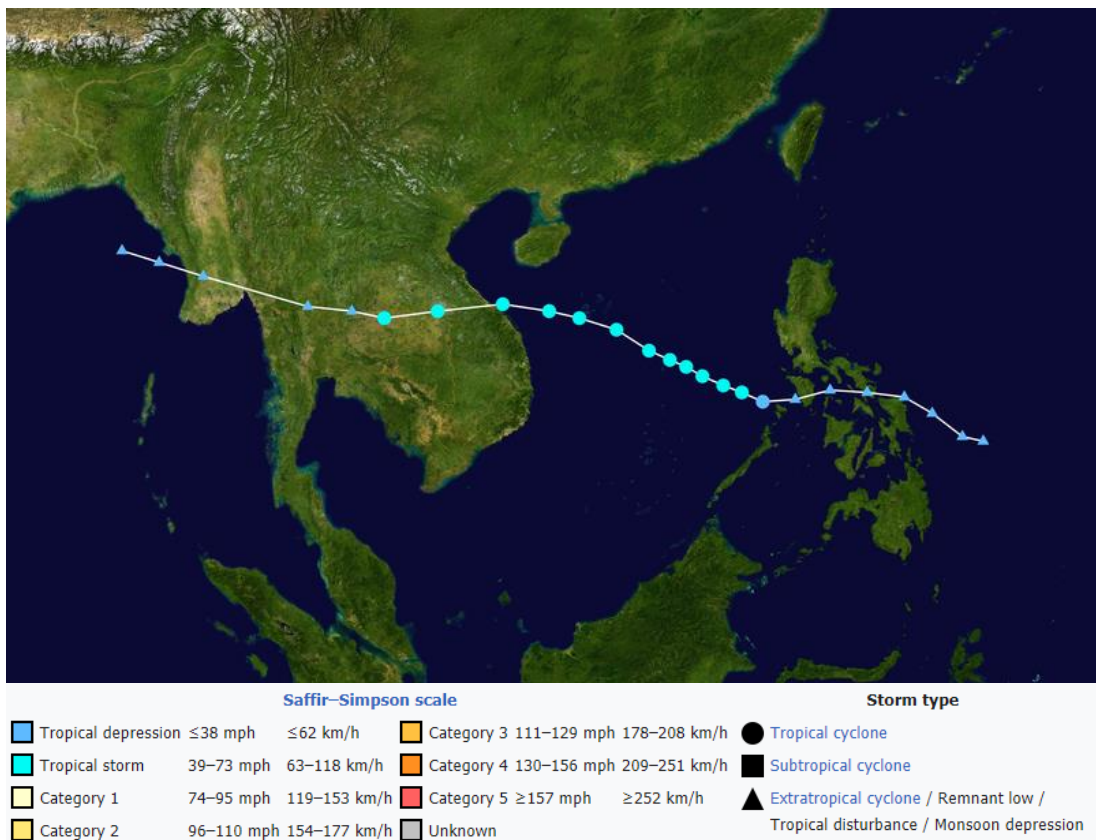 Saffir–Simpson scale
Tropical depression ≤38 mph ≤62 km/h
Tropical storm 39–73 mph 63–118 km/h
Category 1 74–95 mph 119–153 km/h
Category 2 96–110 mph 154–177 km/h
Category 3 111–129 mph 178–208 km/h
Category 4 130–156 mph 209–251 km/h
Category 5 ≥157 mph ≥252 km/h
Unknown
Storm type
Tropical cyclone
Subtropical cyclone
Extratropical cyclone / Remnant low /
Tropical disturbance / Monsoon depression